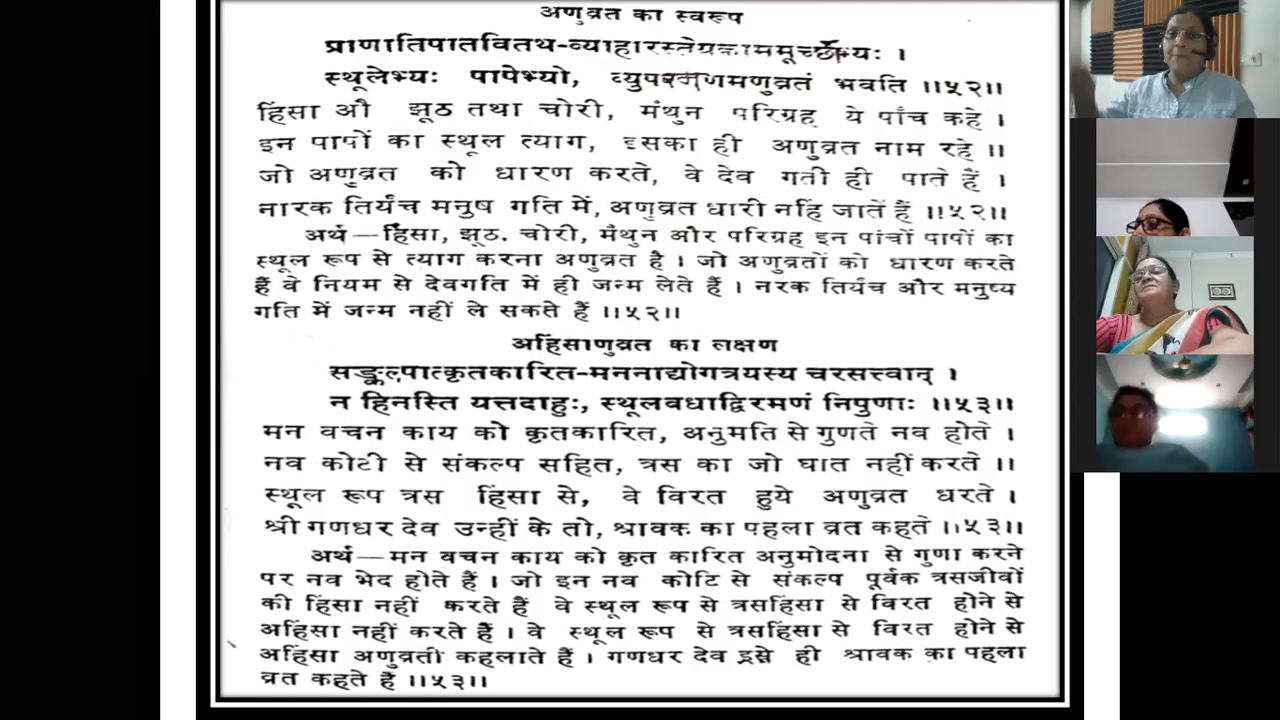 अणुव्रत का स्वरूप
प्राणातिपातवितथ-व्याहारस्तेयकाममूर्च्छेभ्यः ।
स्थूलेभ्यः पापेभ्यो, व्युपरमणमणुव्रतं भवति ॥५२॥
हिंसा औ झूठ तथा चोरी, मंथुन परिग्रह ये पाँच कहे ।
इन पापों का स्थूल त्याग, इसका ही अणुव्रत नाम रहे ॥
जो अणुव्रत को धारण करते, वे देव गती ही पाते हैं ।
नारक तिर्यंच मनुष गति में, अणुव्रत धारी नहिं जातें हैं ॥५२॥
अर्थ—हिंसा, झूठ. चोरी, मैथुन और परिग्रह इन पांचों पापों का
स्थूल रूप से त्याग करना अणुव्रत है । जो अणुव्रतों को धारण करते
हैं वे नियम से देवगति में ही जन्म लेते हैं । नरक तिर्यंच और मनुष्य
गति में जन्म नहीं ले सकते हैं ॥५२॥
अहिंसाणुव्रत का लक्षण
सङ्कल्पात्कृतकारित-मननाद्योगत्रयस्य चरसत्त्वान् ।
न हिनस्ति यत्तदाहुः, स्थूलवधाद्विरमणं निपुणाः ॥५३॥
मन वचन काय को कृतकारित, अनुमति से गुणते नव होते ।
नव कोटी से संकल्प सहित, त्रस का जो घात नहीं करते ॥
स्थूल रूप त्रस हिंसा से, वे विरत हुये अणुव्रत धरते ।
श्री गणधर देव उन्हीं के तो, श्रावक का पहला व्रत कहते ॥५३॥
अर्थ—मन वचन काय को कृत कारित अनुमोदना से गुणा करने
पर नव भेद होते हैं । जो इन नव कोटि से संकल्प पूर्वक त्रसजीवों
की हिंसा नहीं करते हैं वे स्थूल रूप से त्रसहिंसा से विरत होने से
अहिंसा नहीं करते हैं । वे स्थूल रूप से त्रसहिंसा से विरत होने से
अहिंसा अणुव्रती कहलाते हैं । गणधर देव इसे ही श्रावक का पहला
व्रत कहते हैं ॥५३॥